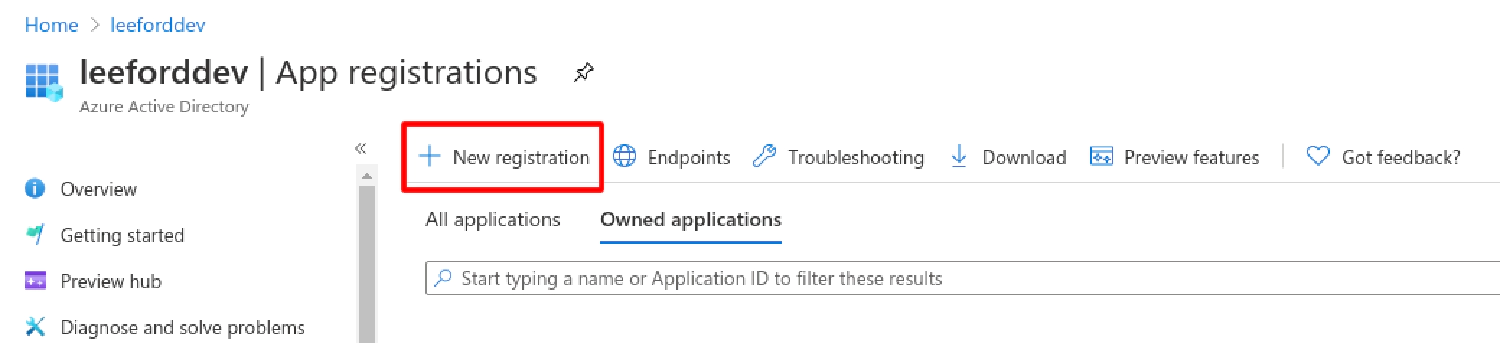 Home > leeforddev
leeforddev | App registrations
Azure Active Directory
«
New registration Endpoints Troubleshooting Download Preview features Got feedback?
Overview
Getting started
Preview hub
Diagnose and solve problems
All applications Owned applications
Start typing a name or Application ID to filter these results